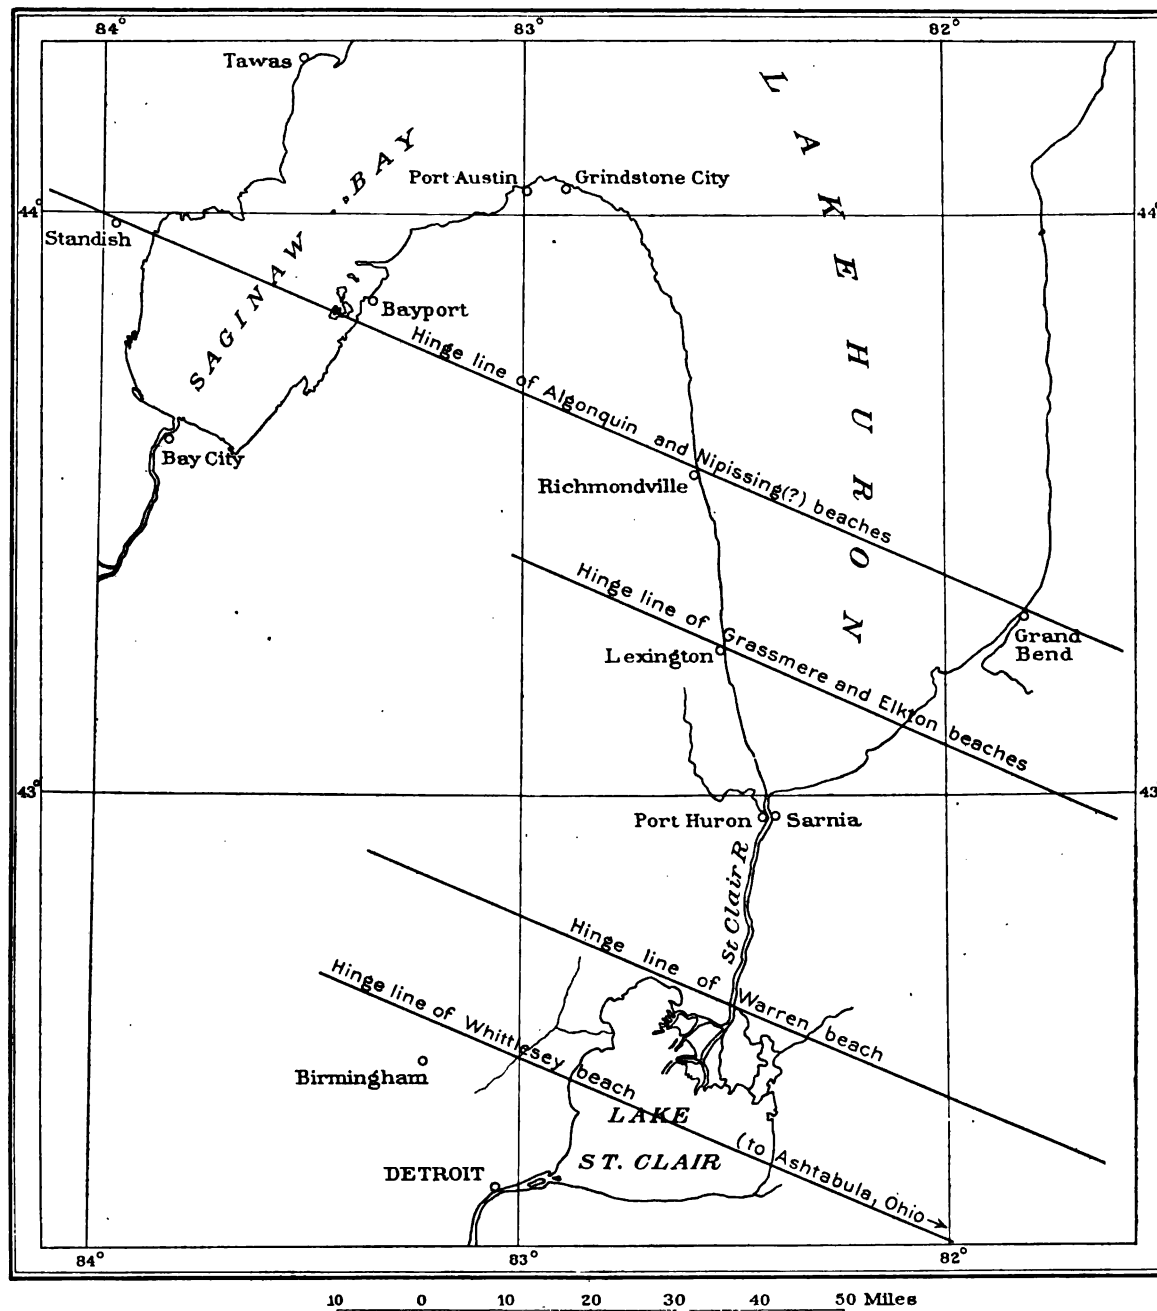 84° 83° 82°
Tawas
LAKE HURON
SAGINAW BAY
Port Austin Grindstone City
44° 44°
Standish
Bayport
Hinge line of Algonquin and Nipissing(?) beaches
Bay City
Richmondville
Hinge line of Grassmere and Elkton beaches
Grand
Bend
Lexington
43° 43°
Port Huron Sarnia
St Clair R
Hinge line of Warren beach
Hinge line of Whittlesey beach (to Ashtabula, Ohio→
Birmingham
LAKE
ST. CLAIR
DETROIT
84° 83° 82°
10 0 10 20 30 40 50 Miles